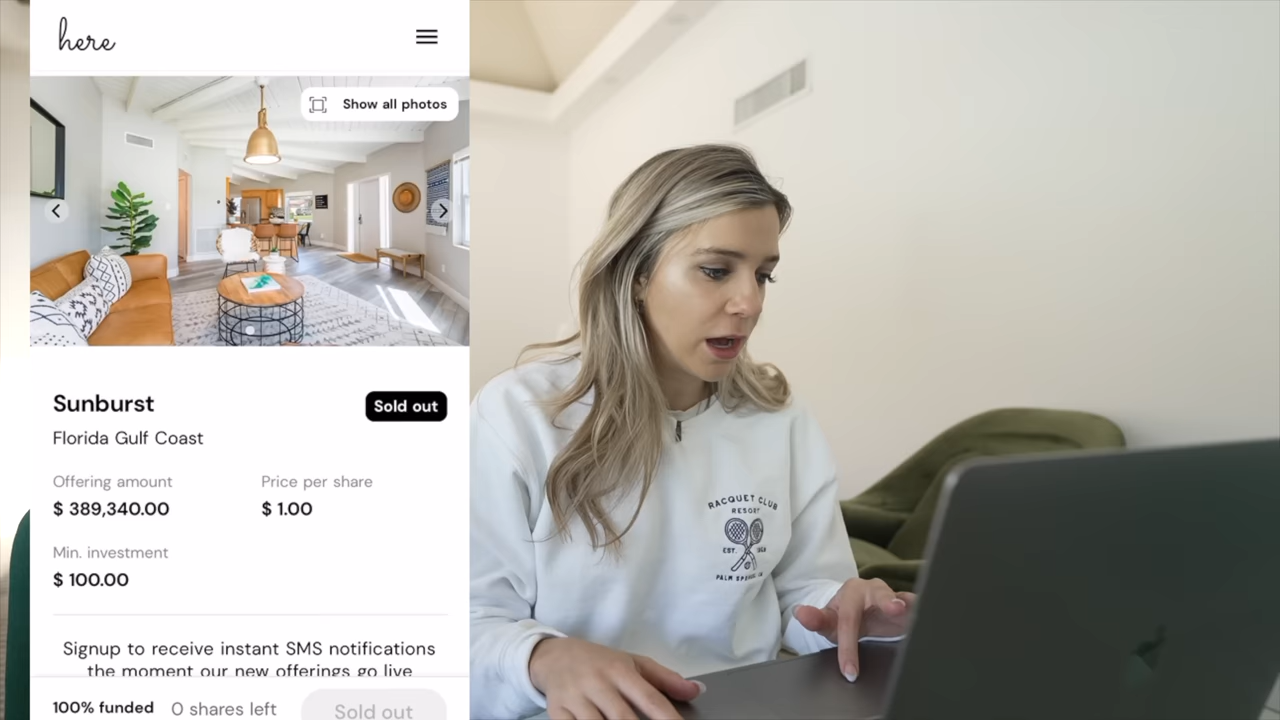 here
Show all photos
Sunburst
Sold out
Florida Gulf Coast
Offering amount
Price per share
$ 389,340.00
$ 1.00
Min. investment
$ 100.00
Signup to receive instant SMS notifications
the moment our new offerings go live
100% funded
0 shares left
Sold out
RACQUET CLUB
RESORT
EST.